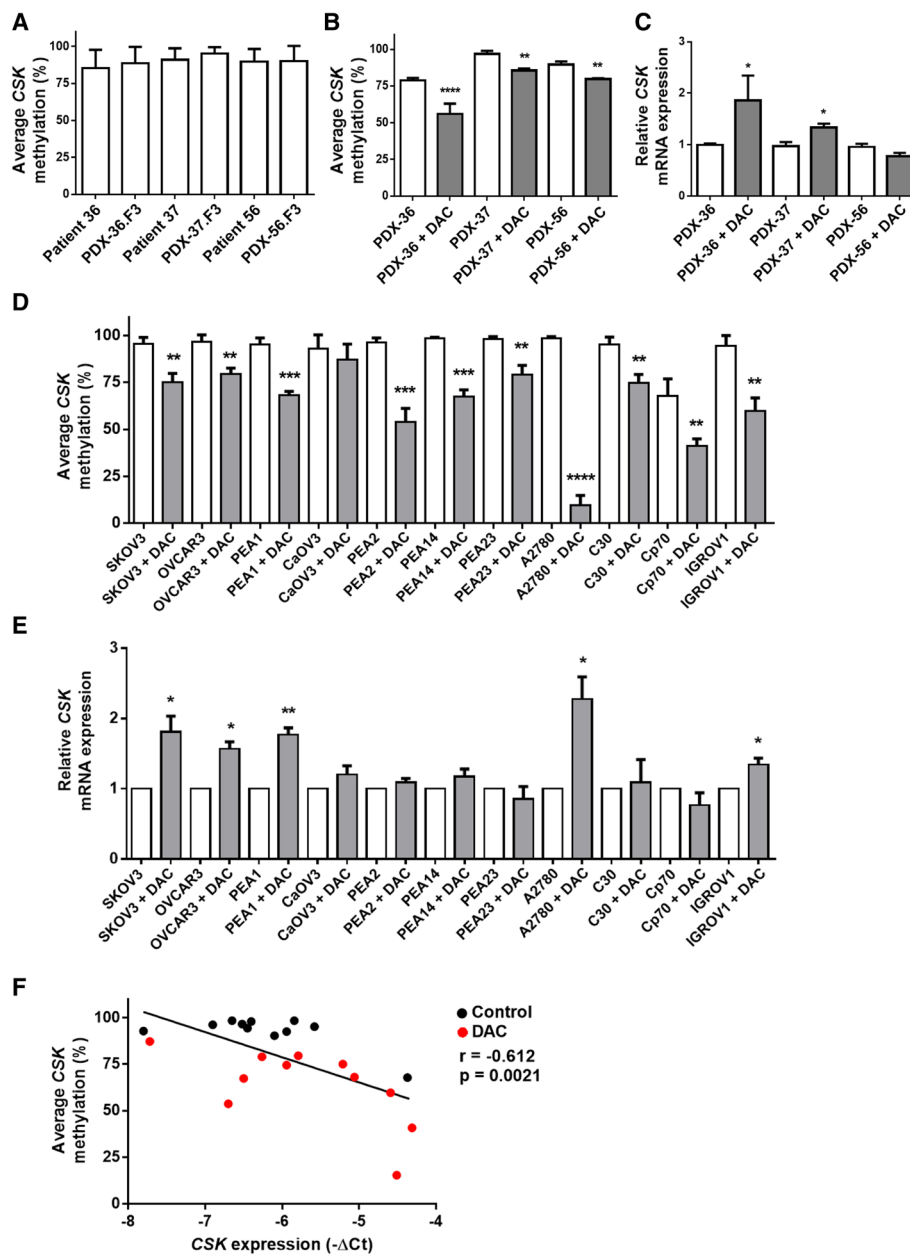 A
Average CSK
methylation (%)
100
75
50
25
0
Patient 36
PDX-36.F3
Patient 37
PDX-37.F3
Patient 56
PDX-56.F3
B
Average CSK
methylation (%)
100
75
50
25
0
****
**
**
PDX-36
PDX-36 + DAC
PDX-37
PDX-37 + DAC
PDX-56
PDX-56 + DAC
C
Relative CSK
mRNA expression
3
2
1
0
*
*
PDX-36
PDX-36 + DAC
PDX-37
PDX-37 + DAC
PDX-56
PDX-56 + DAC
D
Average CSK
methylation (%)
100
75
50
25
0
**
**
***
***
***
**
****
**
**
**
SKOV3
SKOV3 + DAC
OVCAR3
OVCAR3 + DAC
PEA1
PEA1 + DAC
CaOV3
CaOV3 + DAC
PEA2
PEA2 + DAC
PEA14
PEA14 + DAC
PEA23
PEA23 + DAC
A2780
A2780 + DAC
C30
C30 + DAC
Cp70
Cp70 + DAC
IGROV1
IGROV1 + DAC
E
Relative CSK
mRNA expression
3
2
1
0
*
*
**
*
*
SKOV3
SKOV3 + DAC
OVCAR3
OVCAR3 + DAC
PEA1
PEA1 + DAC
CaOV3
CaOV3 + DAC
PEA2
PEA2 + DAC
PEA14
PEA14 + DAC
PEA23
PEA23 + DAC
A2780
A2780 + DAC
C30
C30 + DAC
Cp70
Cp70 + DAC
IGROV1
IGROV1 + DAC
F
Average CSK
methylation (%)
100
75
50
25
0
-8
-7
-6
-5
-4
CSK expression (-ΔCt)
Control
DAC
r = -0.612
p = 0.0021